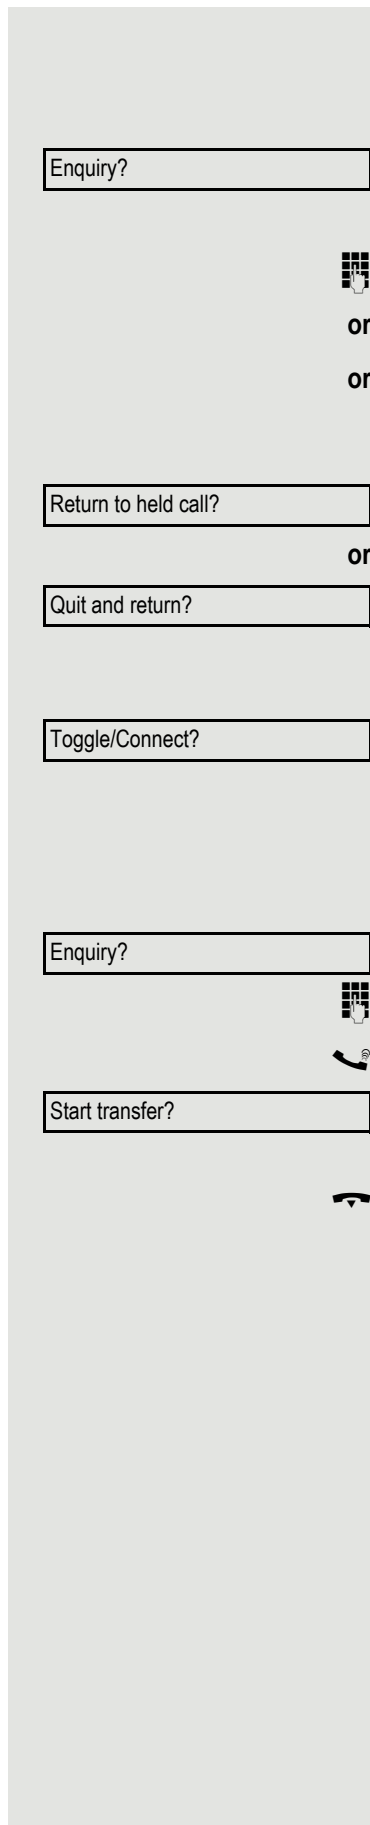 Enquiry?
or
or
Return to held call?
or
Quit and return?
Toggle/Connect?
Enquiry?
Start transfer?